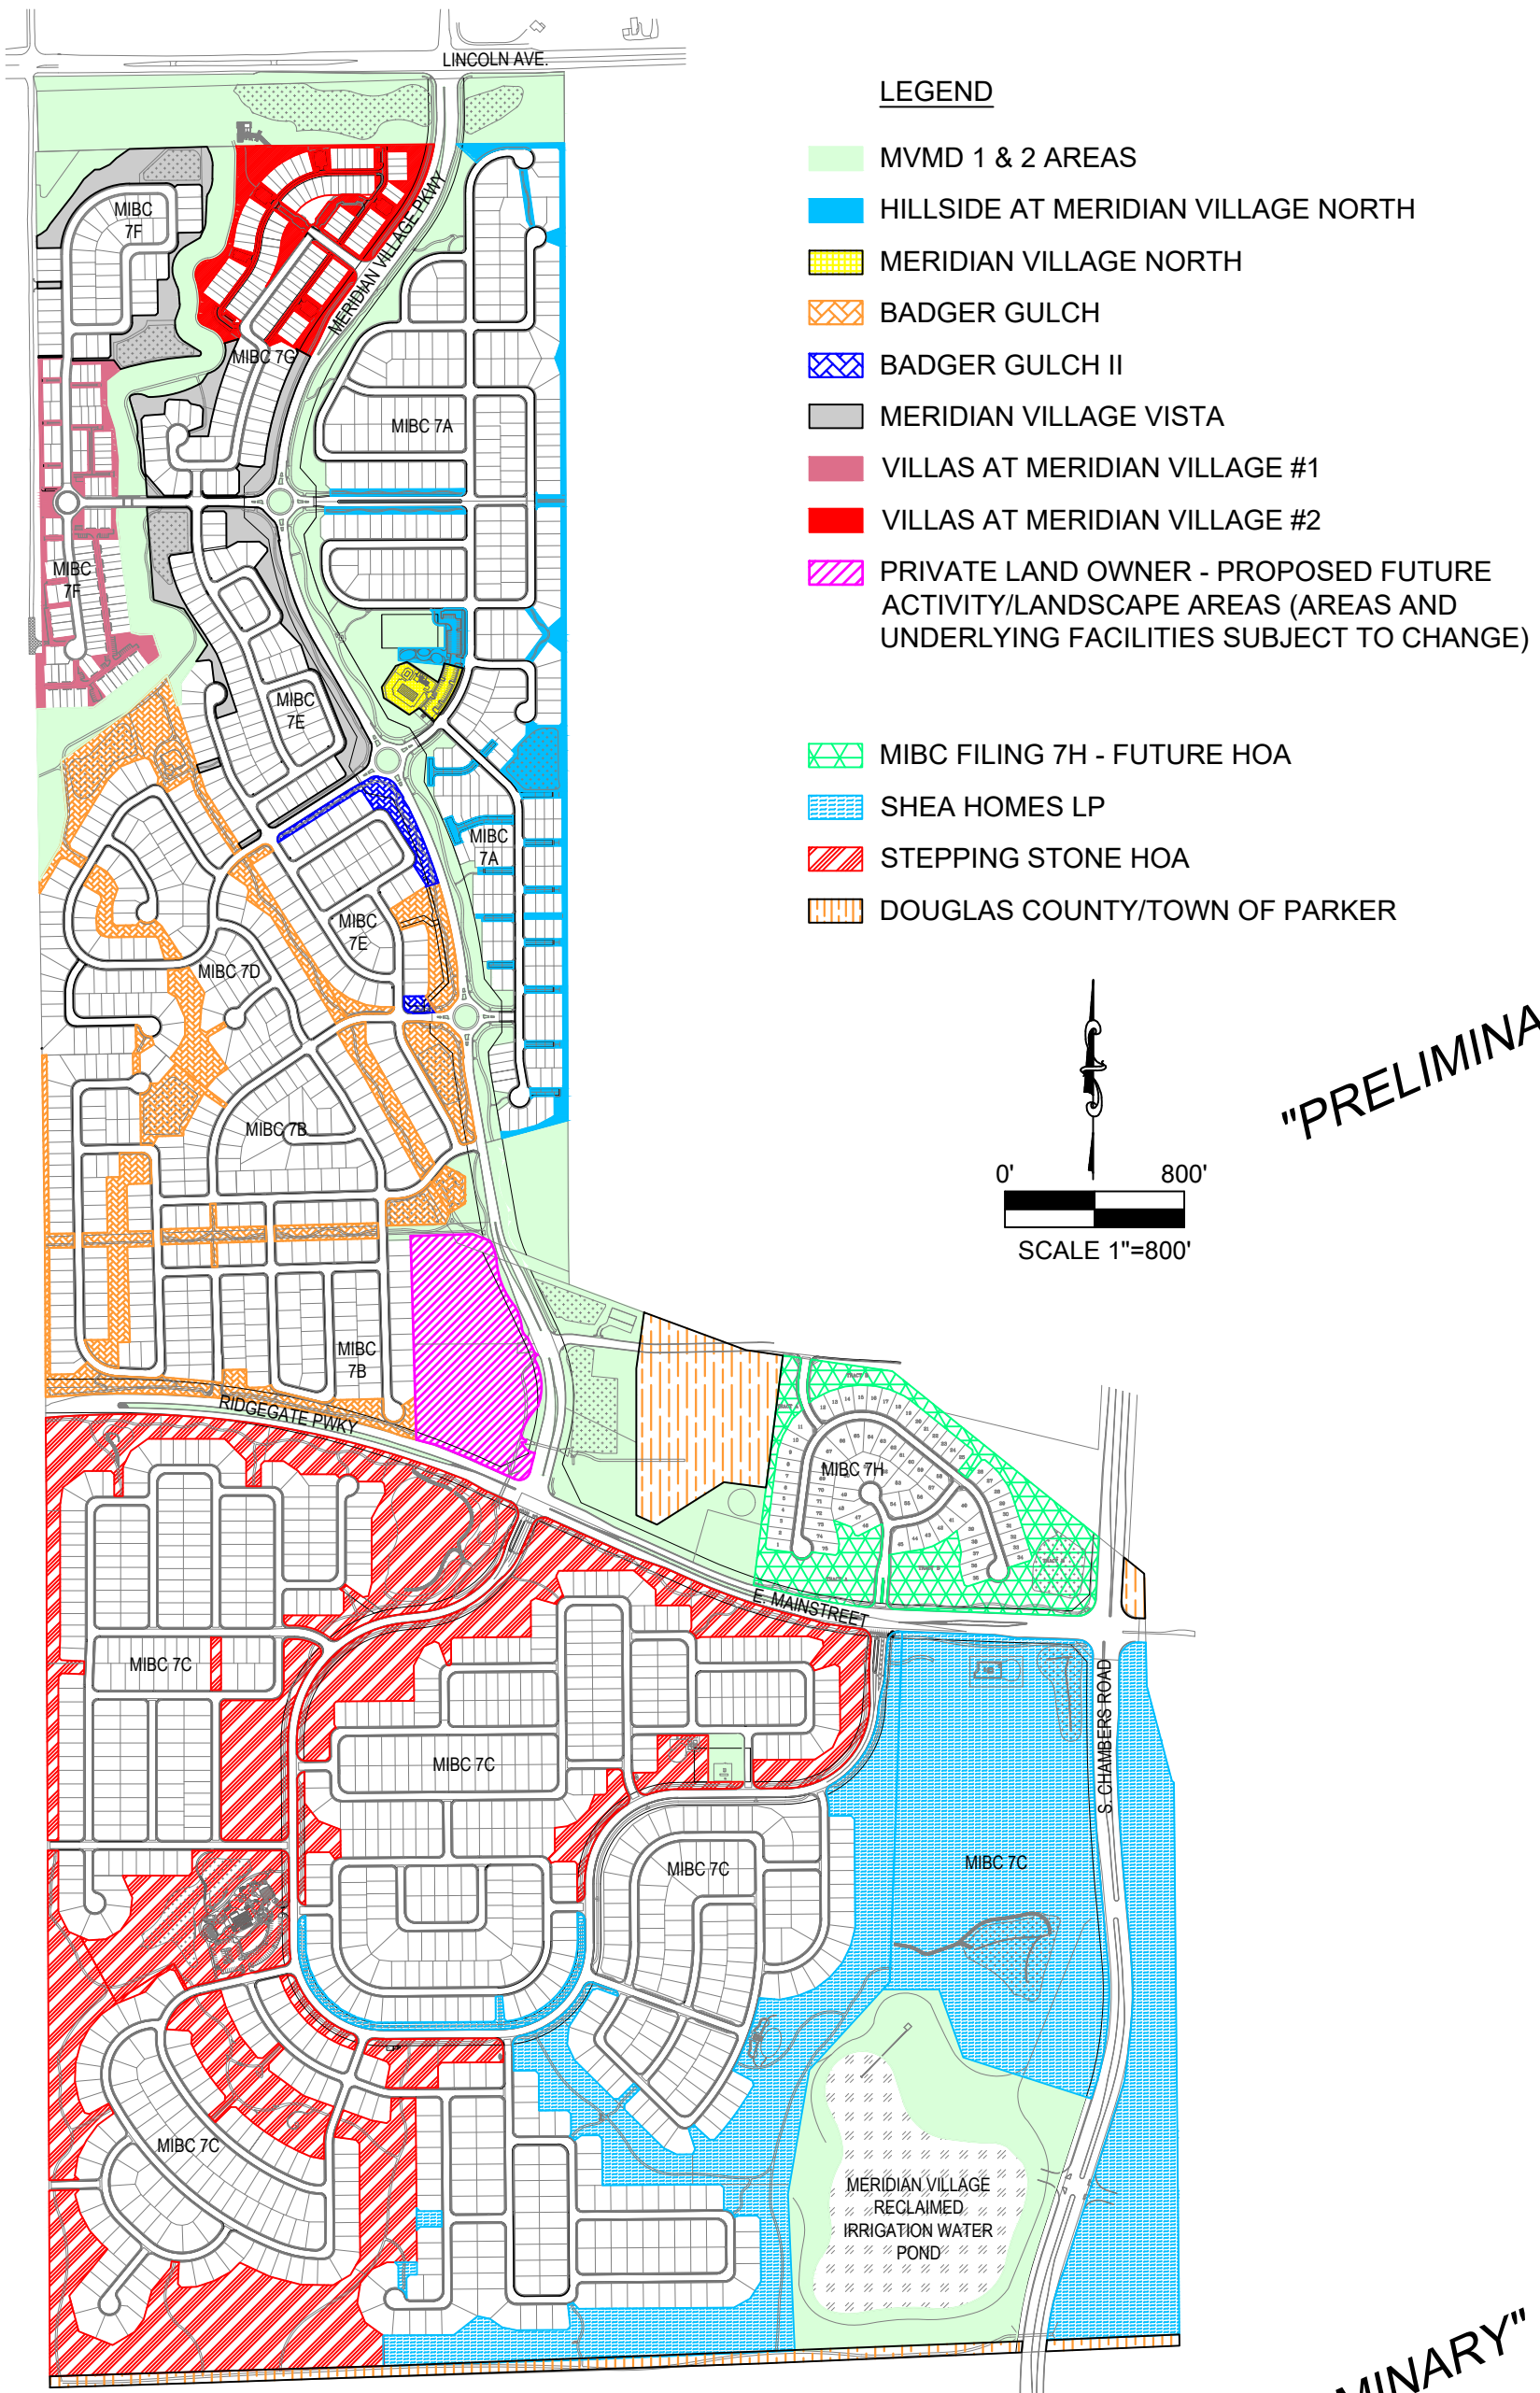 LINCOLN AVE.
LEGEND
MVMD 1 & 2 AREAS
HILLSIDE AT MERIDIAN VILLAGE NORTH
MERIDIAN VILLAGE NORTH
BADGER GULCH
BADGER GULCH II
MERIDIAN VILLAGE VISTA
VILLAS AT MERIDIAN VILLAGE #1
VILLAS AT MERIDIAN VILLAGE #2
PRIVATE LAND OWNER - PROPOSED FUTURE
ACTIVITY/LANDSCAPE AREAS (AREAS AND
UNDERLYING FACILITIES SUBJECT TO CHANGE)
MIBC FILING 7H - FUTURE HOA
SHEA HOMES LP
STEPPING STONE HOA
DOUGLAS COUNTY/TOWN OF PARKER
0' 800'
SCALE 1"=800'
"PRELIMINA
MIBC
7F
MERIDIAN VILLAGE PKWY
MIBC 7G
MIBC 7A
MIBC
7F
MIBC
7E
MIBC
7A
MIBC
7E
MIBC 7D
MIBC 7B
MIBC
7B
RIDGEGATE PWKY
MIBC 7H
E. MAINSTREET
MIBC 7C
S. CHAMBERS ROAD
MIBC 7C
MIBC 7C
MIBC 7C
MIBC 7C
MERIDIAN VILLAGE
RECLAIMED
IRRIGATION WATER
POND
MINARY"